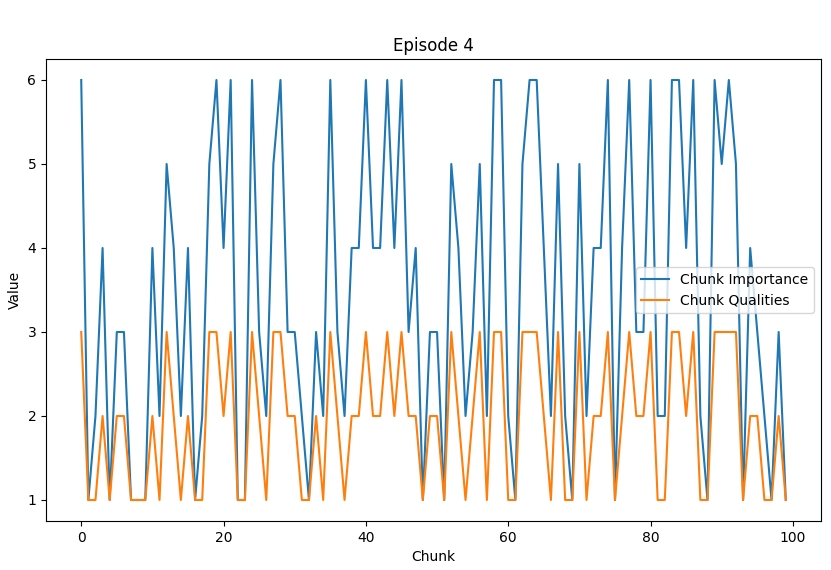 Episode 4
Value
6
5
4
3
2
1
Chunk Importance
Chunk Qualities
0 20 40 60 80 100
Chunk